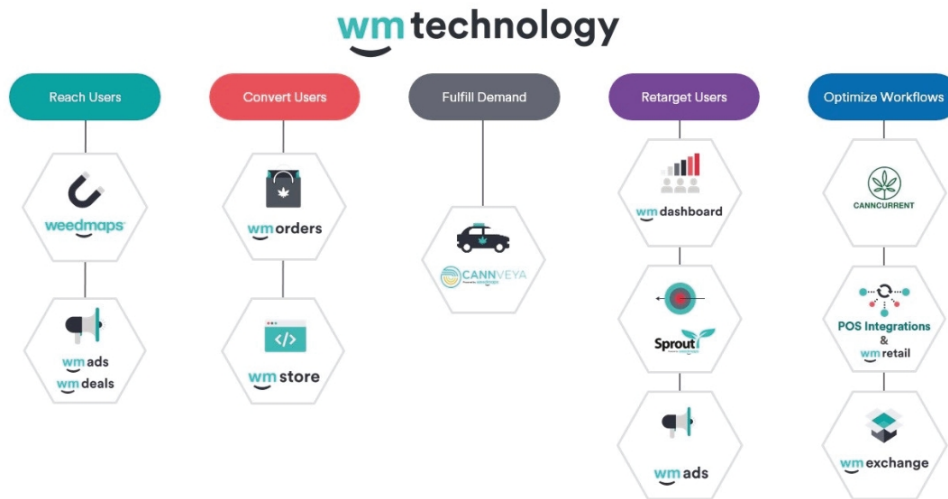 wm technology
Reach Users
Convert Users
Fulfill Demand
Retarget Users
Optimize Workflows
weedmaps
wm ads
wm deals
wm orders
</>
wm store
CANNVEYA
wm dashboard
Sprout
wm ads
CANNCURRENT
POS Integrations
&
wm retail
wm exchange